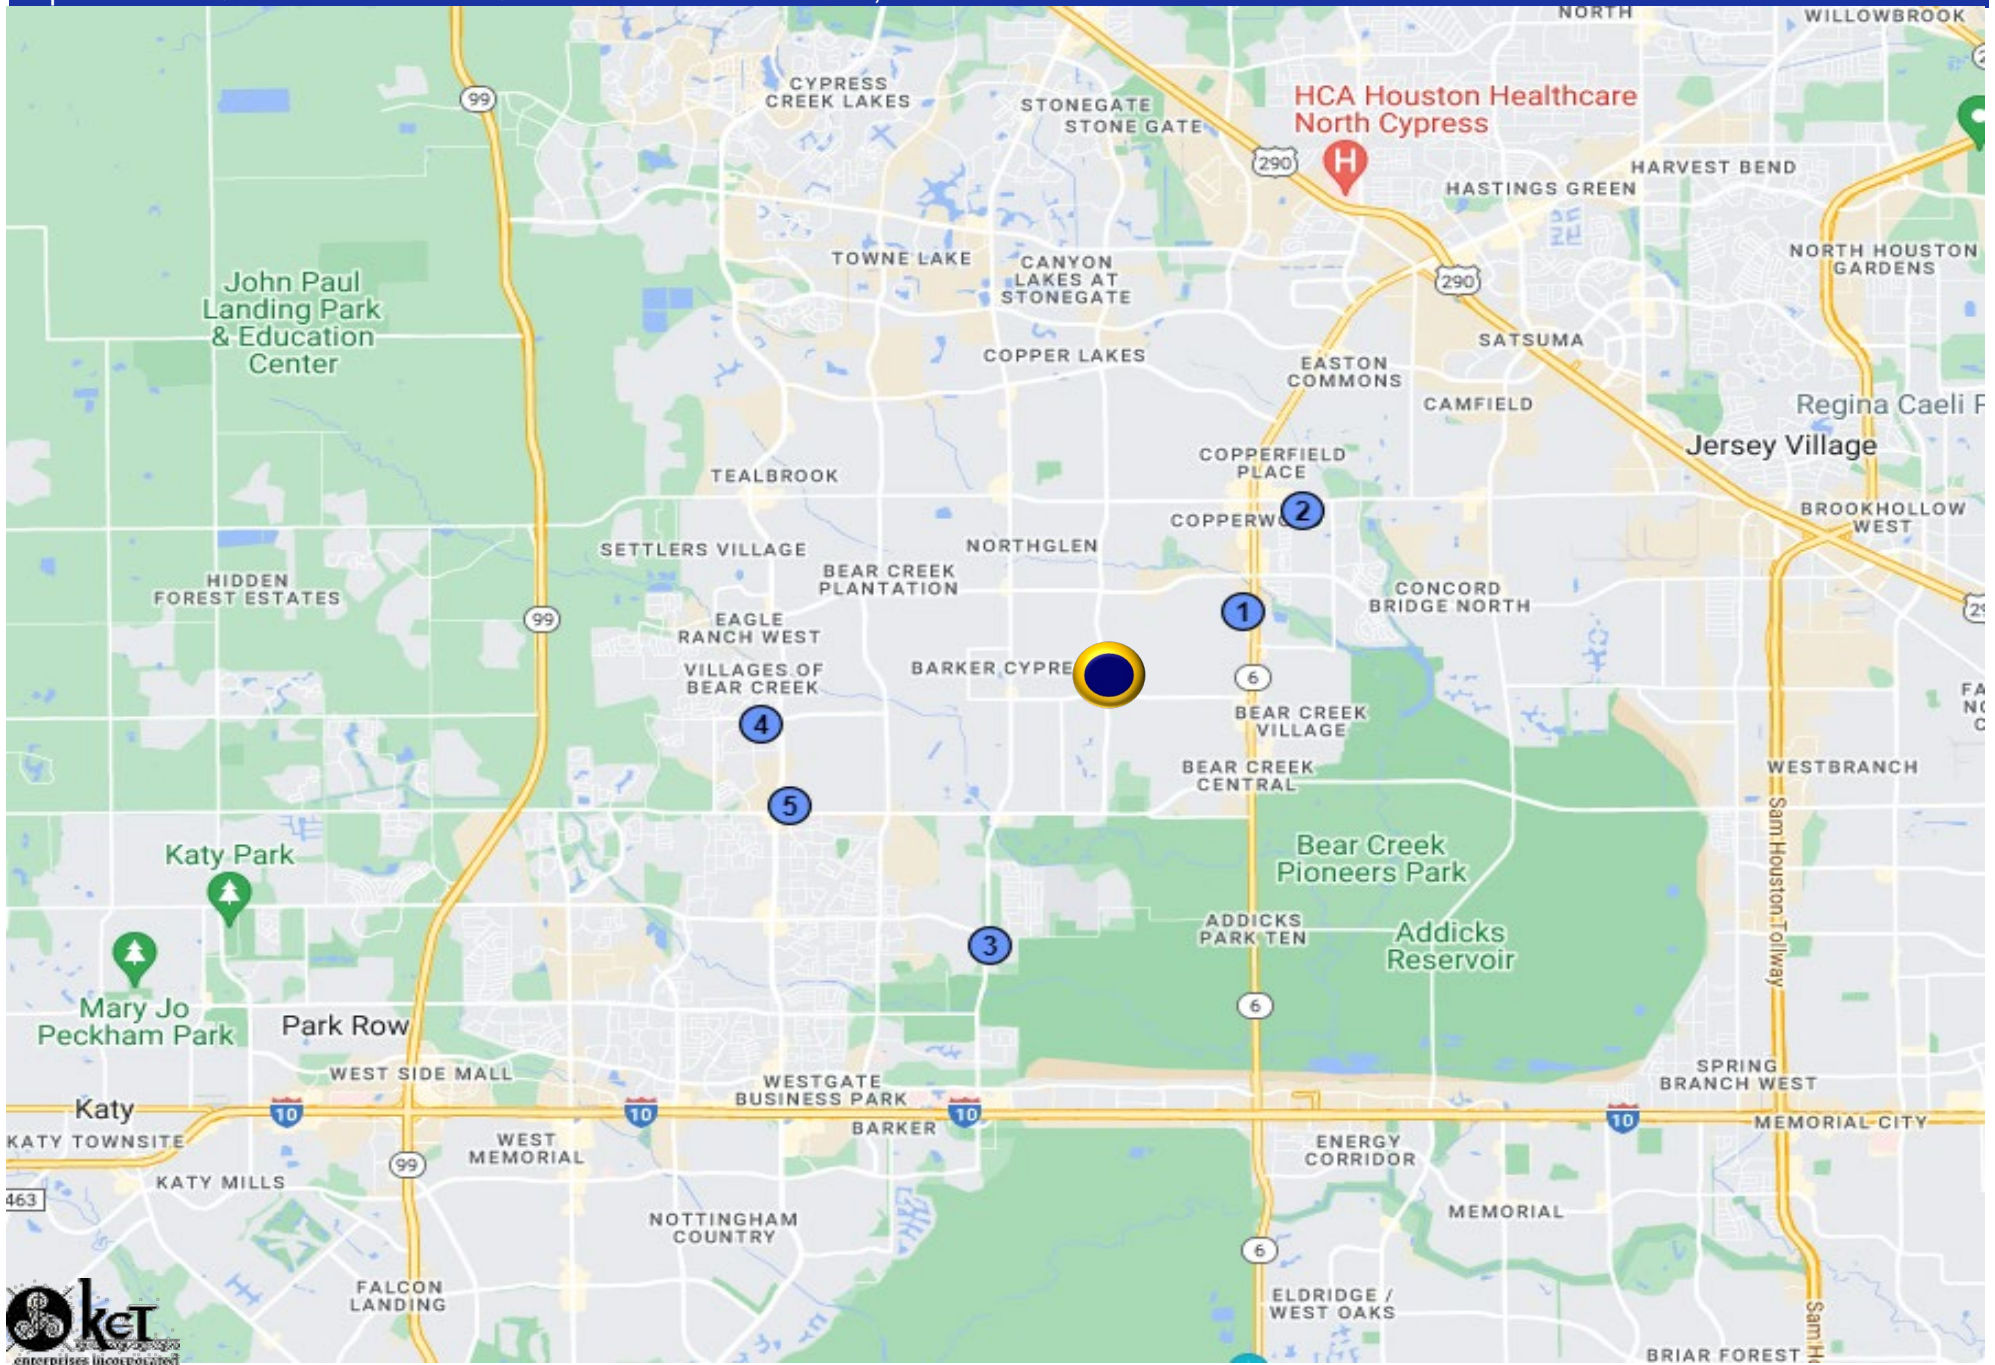 NORTH
WILLOWBROOK
CYPRESS
CREEK LAKES
99
STONEGATE
STONE GATE
HCA Houston Healthcare
North Cypress
H
290
HARVEST BEND
HASTINGS GREEN
NORTH HOUSTON
GARDENS
TOWNE LAKE
CANYON
LAKES AT
STONEGATE
290
John Paul
Landing Park
& Education
Center
SATSUMA
COPPER LAKES
EASTON
COMMONS
CAMFIELD
Regina Caeli
Jersey Village
COPPERFIELD
PLACE
TEALBROOK
2
COPPERWO
BROOKHOLLOW
WEST
SETTLERS VILLAGE
NORTHGLEN
BEAR CREEK
PLANTATION
HIDDEN
FOREST ESTATES
CONCORD
BRIDGE NORTH
1
99
EAGLE
RANCH WEST
BARKER CYPRE
VILLAGES OF
BEAR CREEK
6
4
BEAR CREEK
VILLAGE
BEAR CREEK
CENTRAL
WESTBRANCH
5
Sam Houston Tollway
Katy Park
Bear Creek
Pioneers Park
ADDICKS
PARK TEN
Addicks
Reservoir
3
Mary Jo
Peckham Park
Park Row
6
WEST SIDE MALL
WESTGATE
BUSINESS PARK
SPRING
BRANCH WEST
Katy
10
10
10
10
MEMORIAL CITY
KATY TOWNSITE
BARKER
WEST
MEMORIAL
ENERGY
CORRIDOR
99
KATY MILLS
463
MEMORIAL
NOTTINGHAM
COUNTRY
6
FALCON
LANDING
ELDRIDGE /
WEST OAKS
Sam H
BRIAR FOREST
kcT
enterprises incorporated